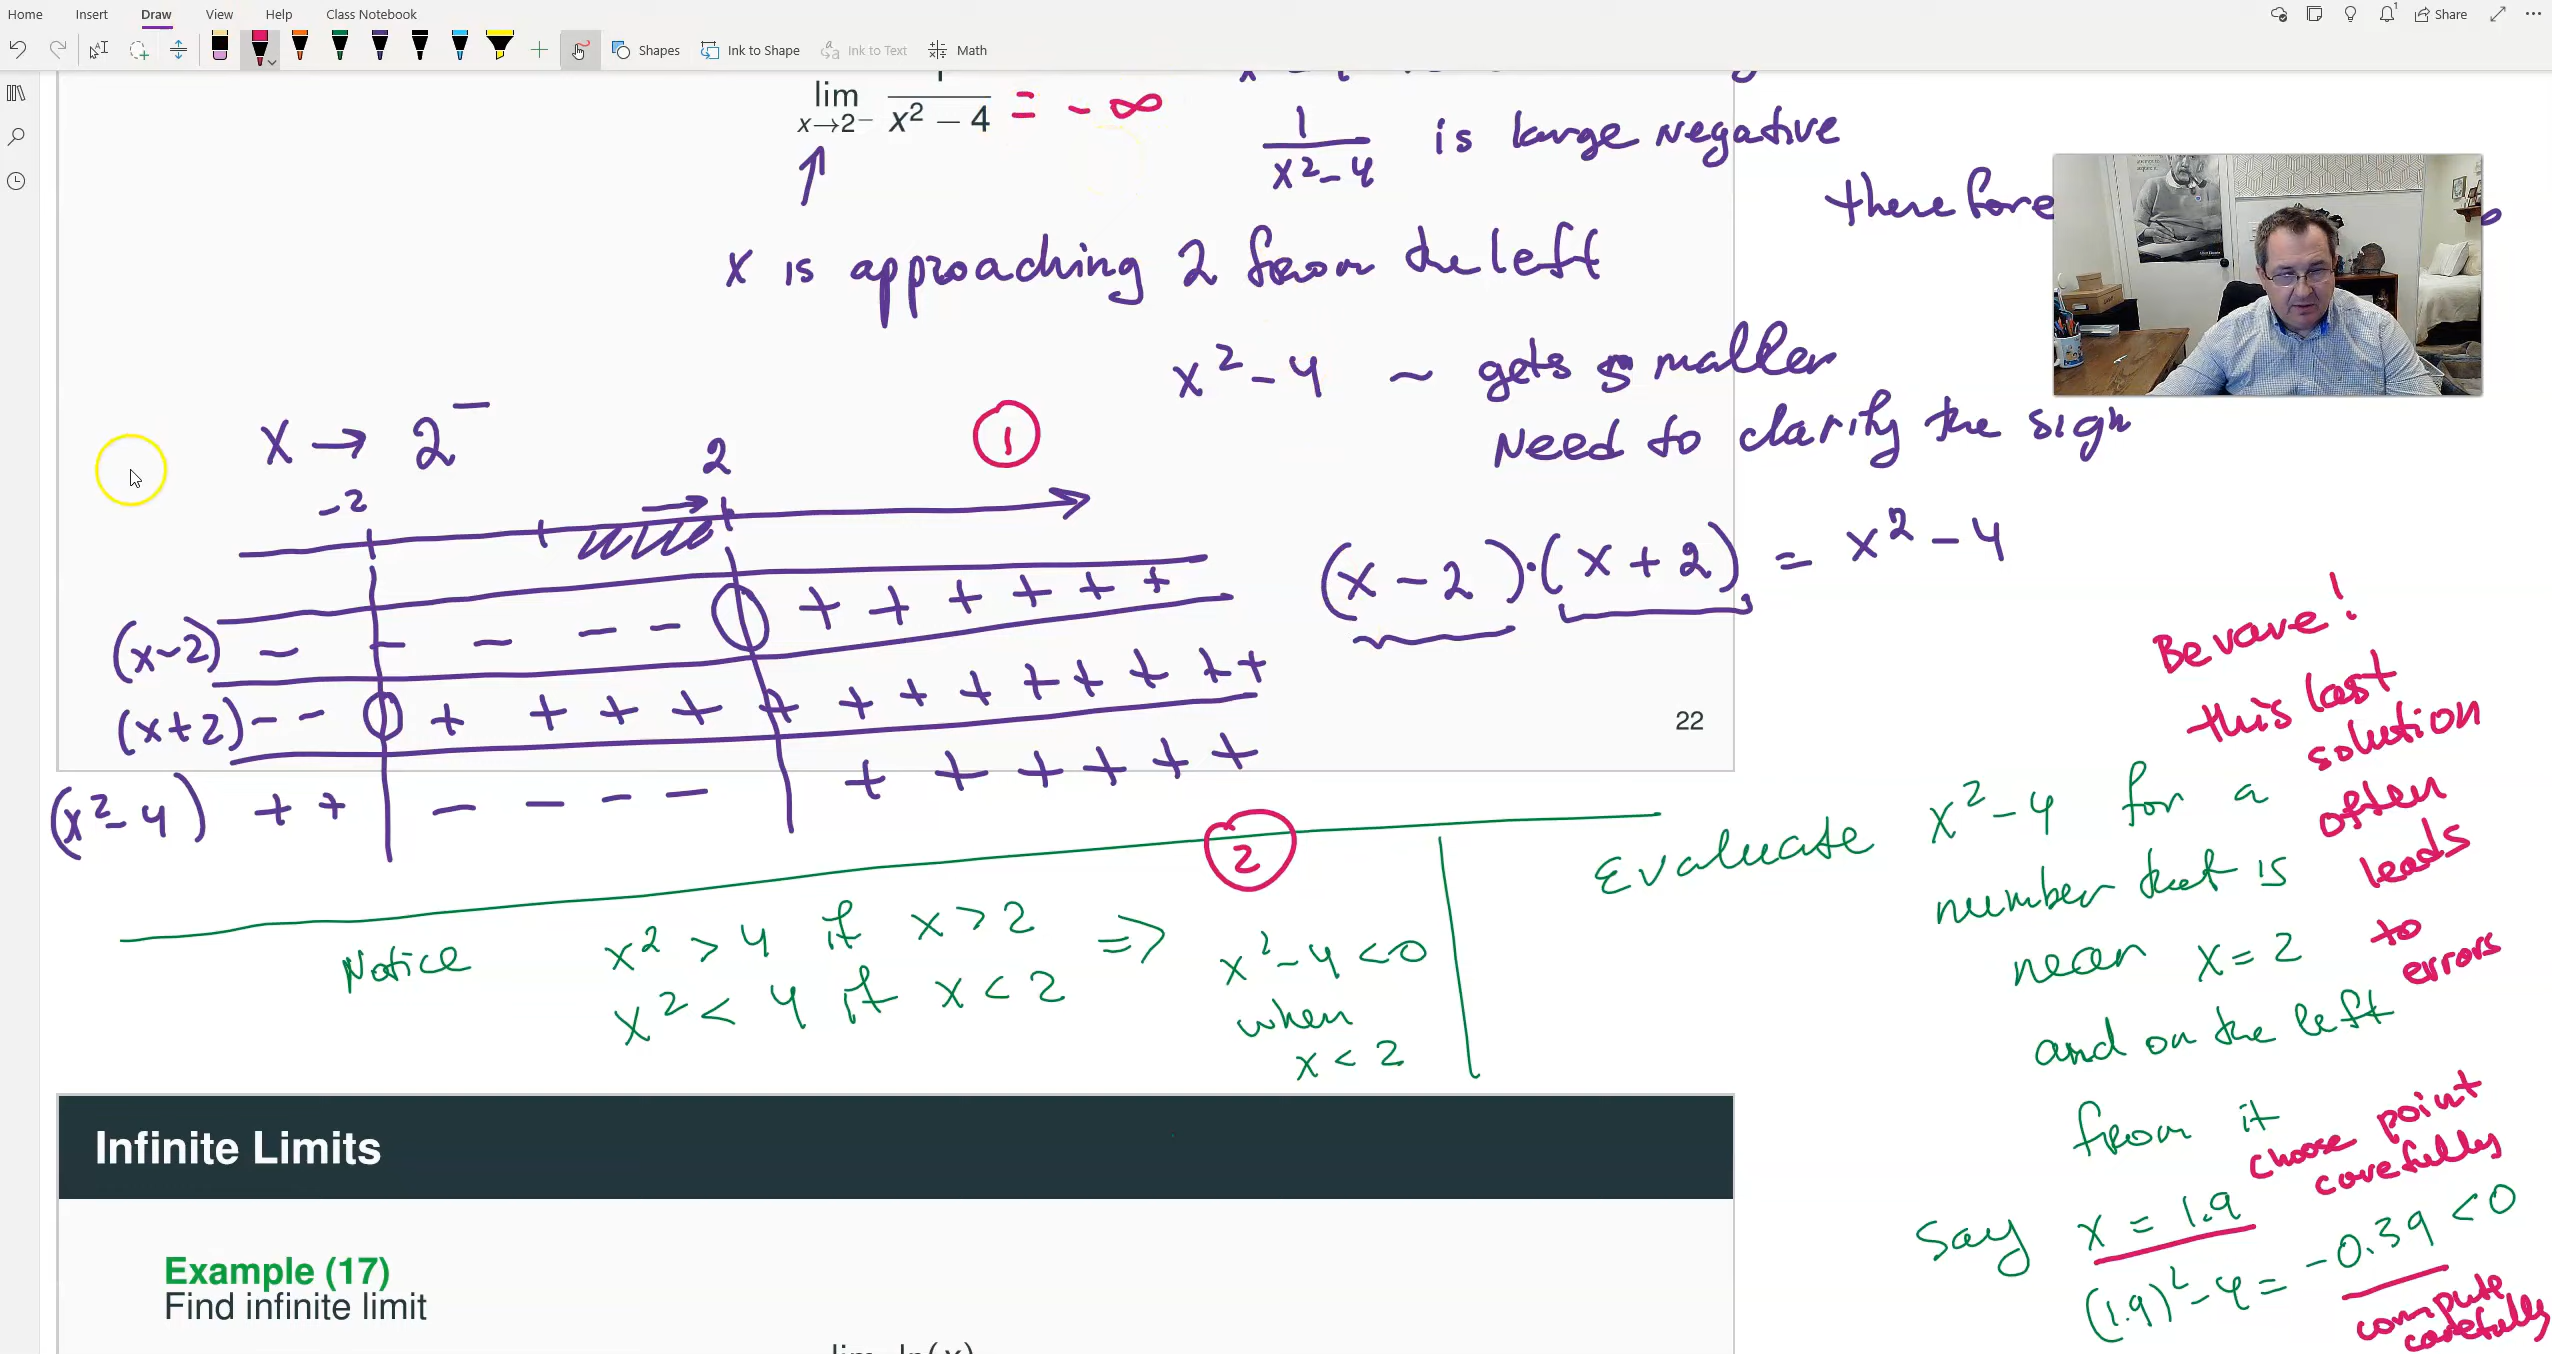 Home Insert Draw View Help Class Notebook
Share
Shapes Ink to Shape Ink to Text Math
lim x→2⁻ 1/(x² − 4) = - ∞
1/(x² - 4) is large negative
therefore
x is approaching 2 from the left
x² - 4 ~ gets smaller
Need to clarify the sign
x → 2⁻
1
-2 2
(x - 2)·(x + 2) = x² - 4
(x-2) - - - - - 0 + + + + + +
(x+2) - - 0 + + + + + + + + + + + + +
(x²-4) + + - - - - + + + + + +
22
Bevare!
this last
solution
often
leads
to
errors
2
Notice x² > 4 if x > 2 => x² - 4 < 0
x² < 4 if x < 2
when
x < 2
Evaluate x² - 4 for a
number that is
near x = 2
and on the left
from it
choose point
carefully
Say x = 1.9
(1.9)² - 4 = -0.39 < 0
compute
carefully
Infinite Limits
Example (17)
Find infinite limit
lim ln(x)